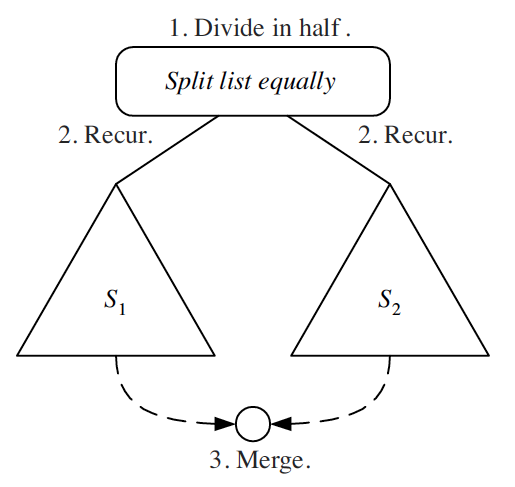 1. Divide in half.
Split list equally
2. Recur.
2. Recur.
S1
S2
3. Merge.